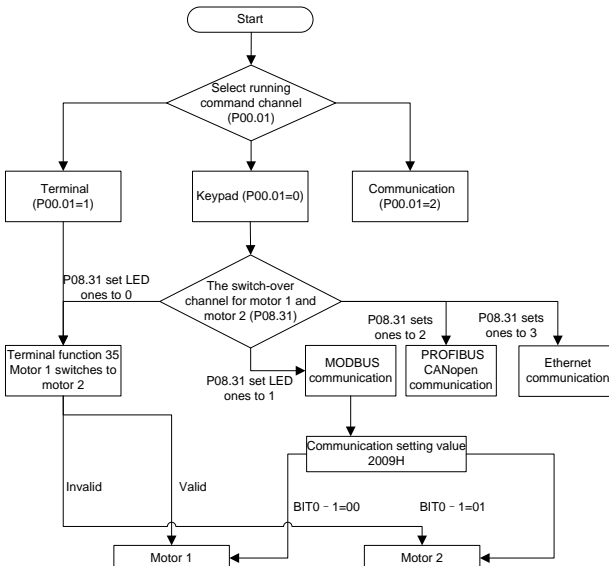 Start
Select running
command channel
(P00.01)
Terminal
(P00.01=1)
Keypad (P00.01=0)
Communication
(P00.01=2)
P08.31 set LED
ones to 0
The switch-over
channel for motor 1 and
motor 2 (P08.31)
P08.31 sets
ones to 2
P08.31 sets
ones to 3
Terminal function 35
Motor 1 switches to
motor 2
P08.31 set LED
ones to 1
MODBUS
communication
PROFIBUS
CANopen
communication
Ethernet
communication
Communication setting value
2009H
Invalid
Valid
BIT0﹣1=00
BIT0﹣1=01
Motor 1
Motor 2